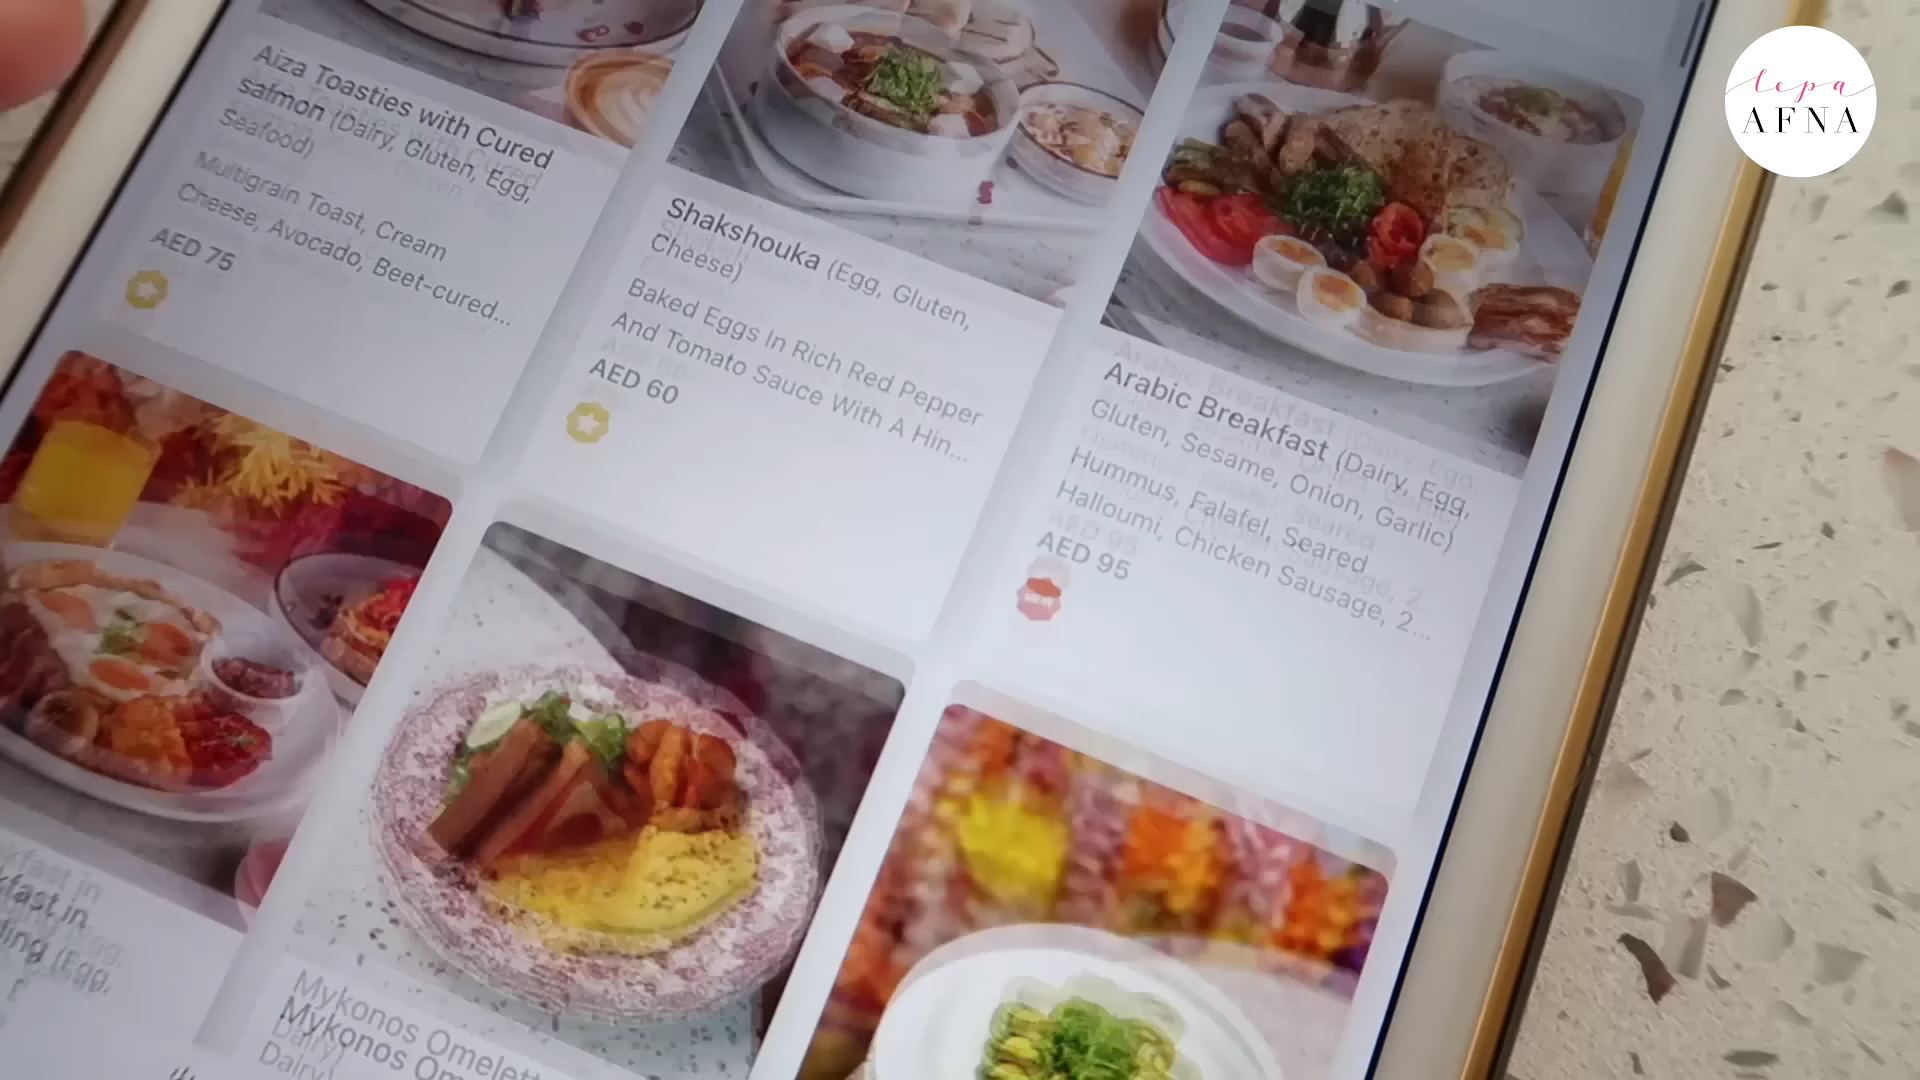 lepa
AFNA
Aiza Toasties with Cured
salmon (Dairy, Gluten, Egg,
Seafood)
Multigrain Toast, Cream
Cheese, Avocado, Beet-cured...
AED 75
Shakshouka (Egg, Gluten,
Cheese)
Baked Eggs In Rich Red Pepper
And Tomato Sauce With A Hin...
AED 60
Arabic Breakfast (Dairy, Egg,
Gluten, Sesame, Onion, Garlic)
Hummus, Falafel, Seared
Halloumi, Chicken Sausage, 2...
AED 95
(Egg,
Mykonos Omelett
Dairy)